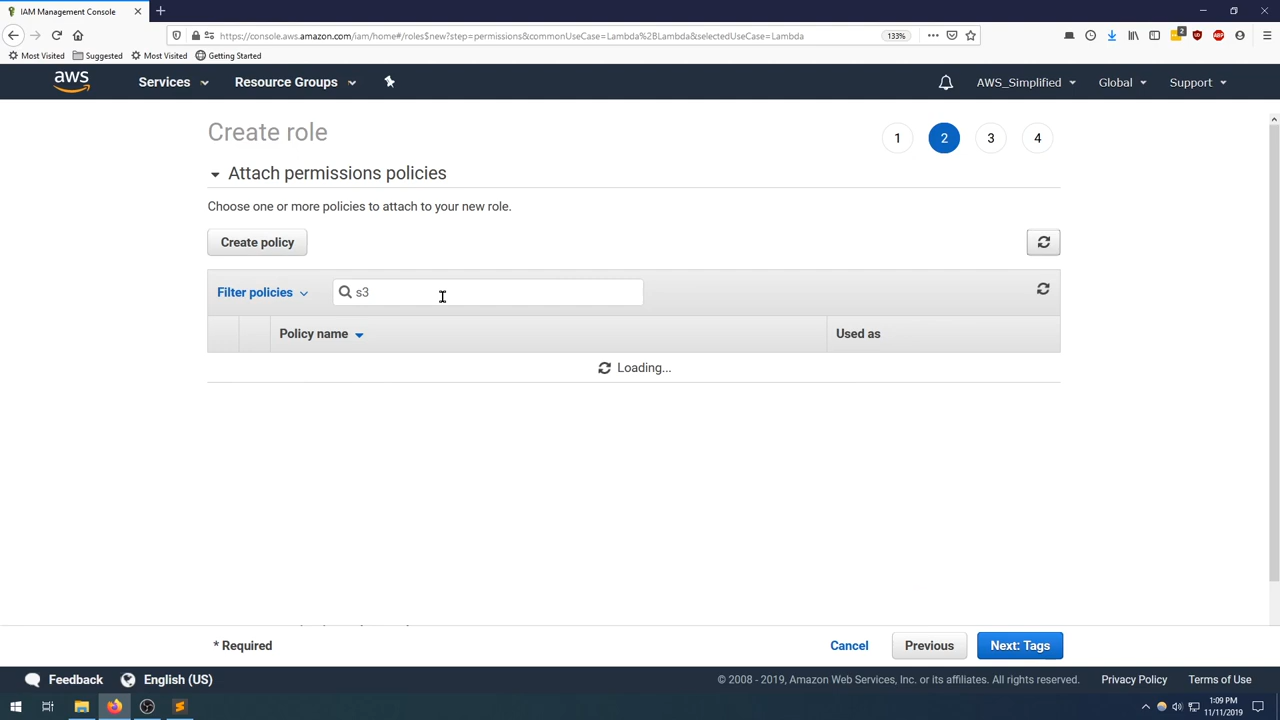 IAM Management Console
https://console.aws.amazon.com/iam/home#/roles$new?step=permissions&commonUseCase=Lambda%2BLambda&selectedUseCase=Lambda
133%
2
Most Visited
Suggested
Most Visited
Getting Started
aws
Services
Resource Groups
AWS_Simplified
Global
Support
Create role
1
2
3
4
Attach permissions policies
Choose one or more policies to attach to your new role.
Create policy
Filter policies
s3
Policy name
Used as
Loading...
* Required
Cancel
Previous
Next: Tags
Feedback
English (US)
© 2008 - 2019, Amazon Web Services, Inc. or its affiliates. All rights reserved.
Privacy Policy
Terms of Use
1:09 PM
11/11/2019